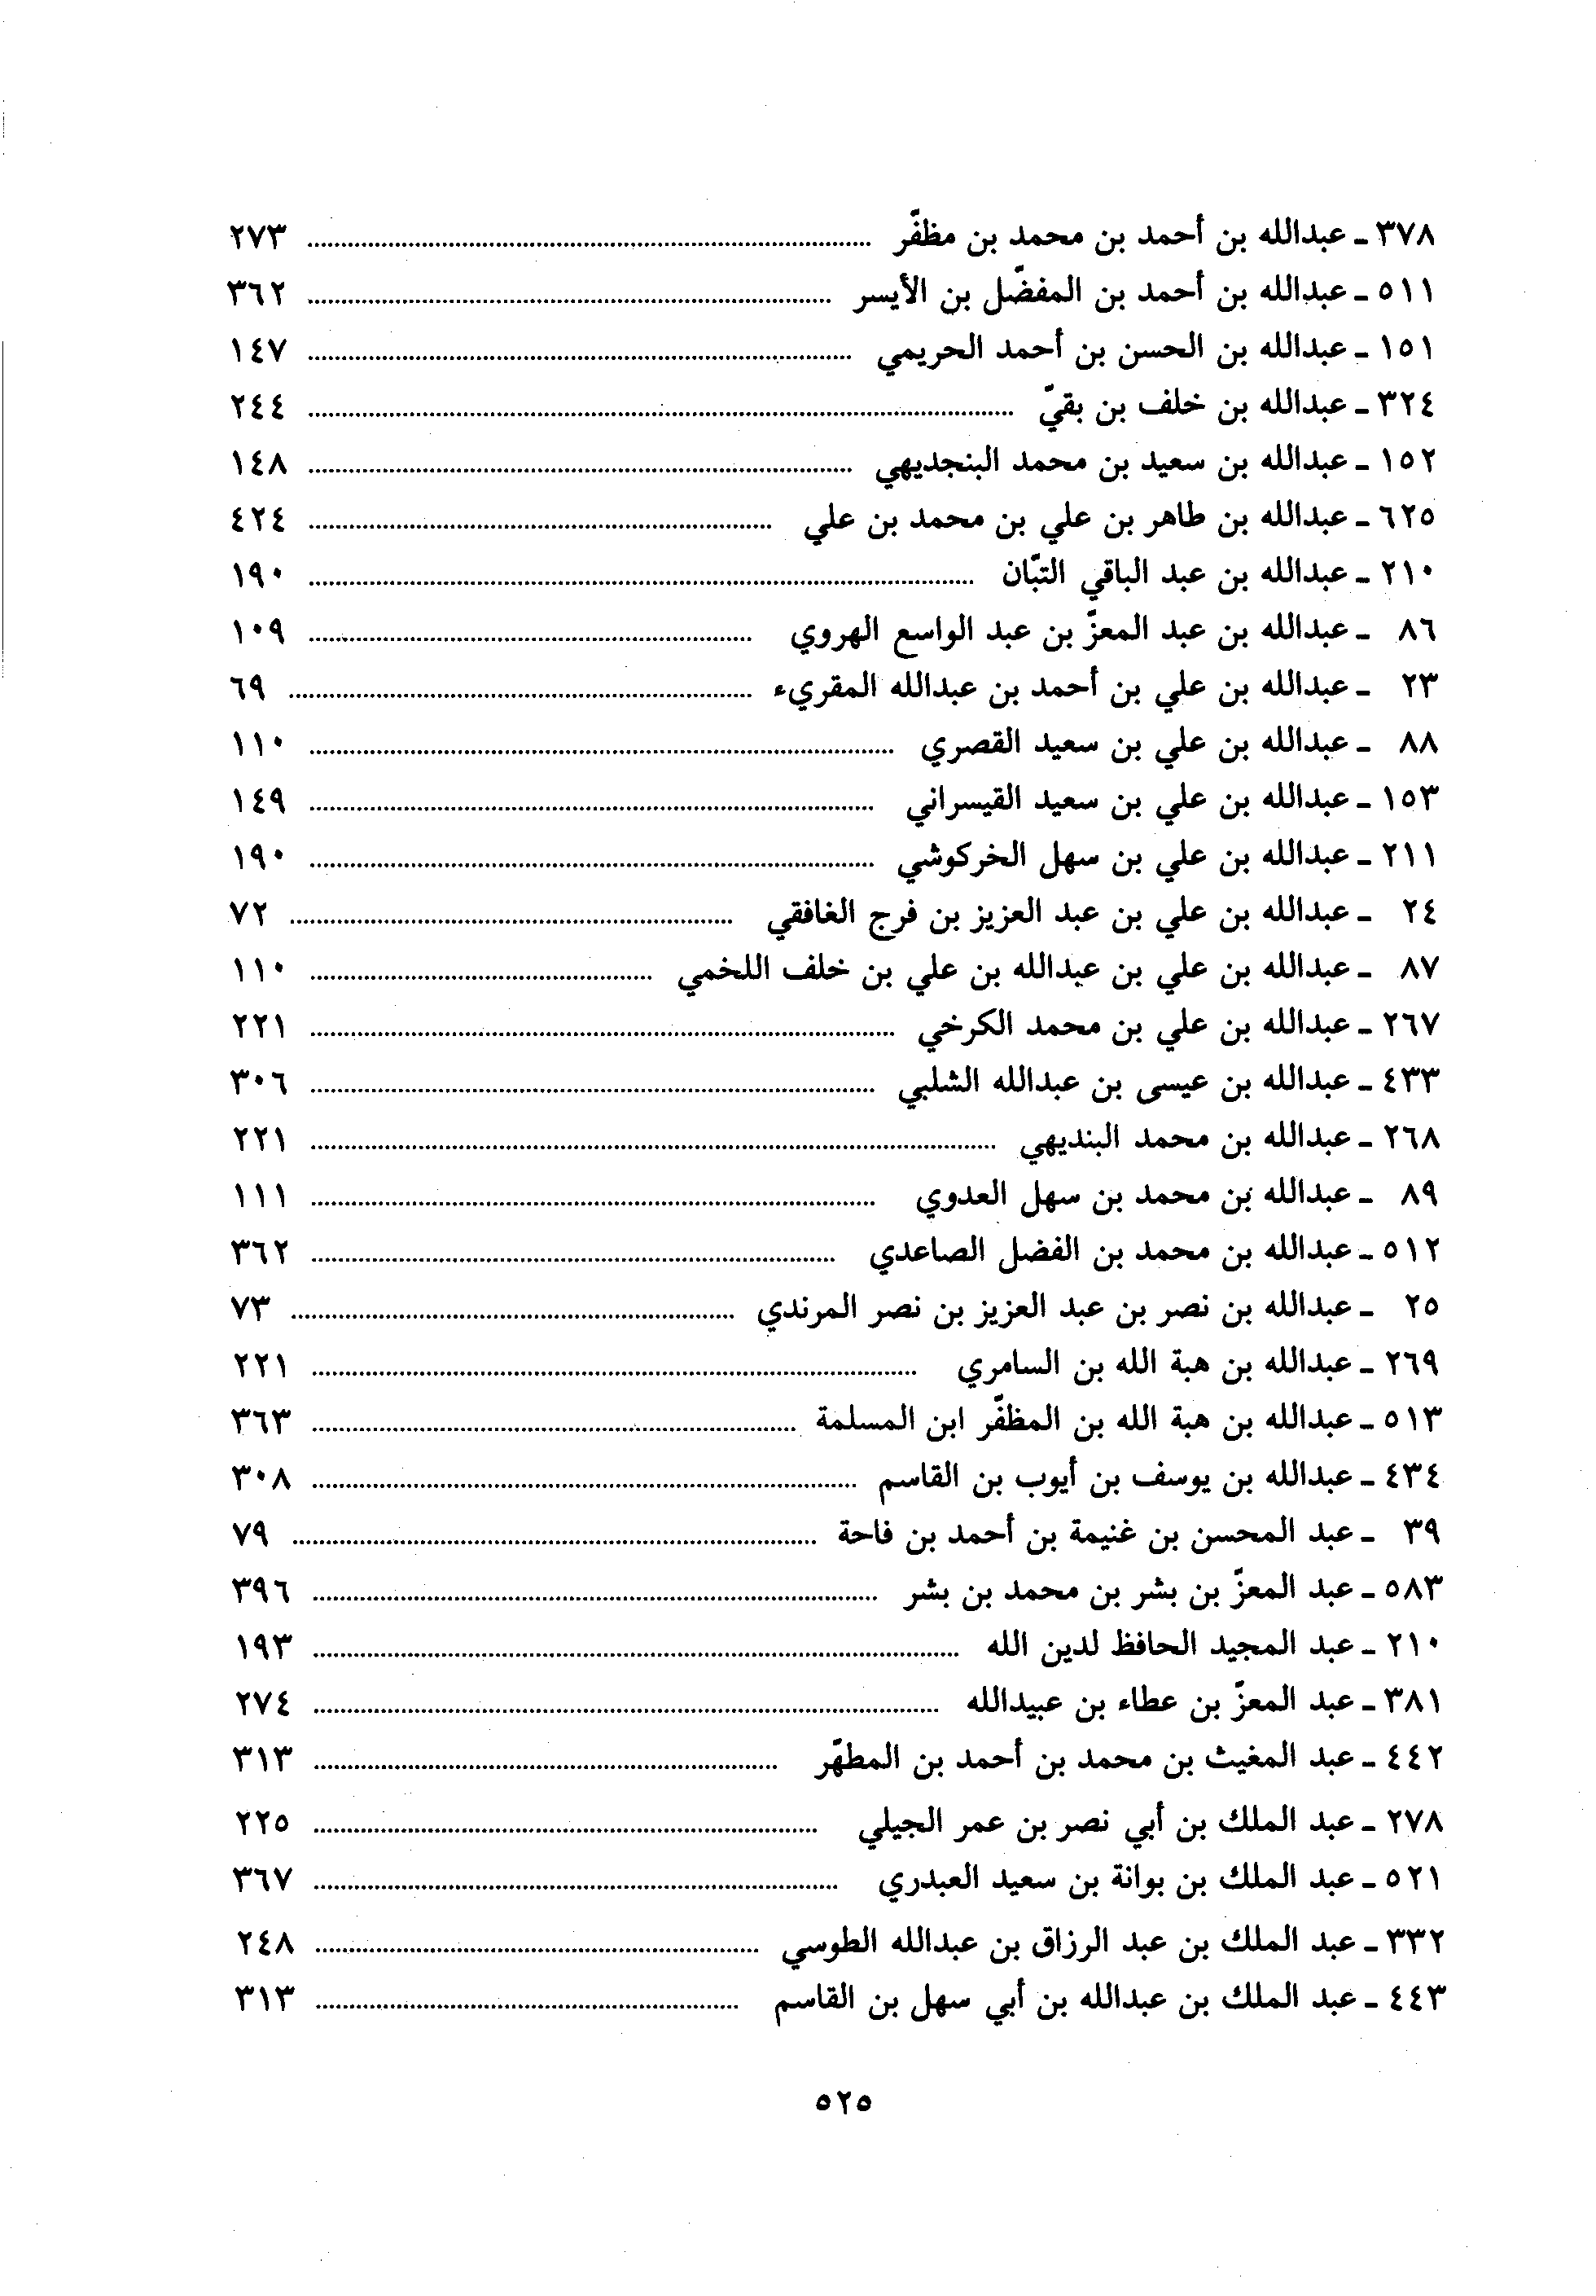 ٣٧٨ ـ عبدالله بن أحمد بن محمد بن مظفّر ........ ٢٧٣
٥١١ ـ عبدالله بن أحمد بن المفضّل بن الأيسر ........ ٣٦٢
١٥١ ـ عبدالله بن الحسن بن أحمد الحريمي ........ ١٤٧
٣٢٤ ـ عبدالله بن خلف بن بقيّ ........ ٢٤٤
١٥٢ ـ عبدالله بن سعيد بن محمد البنجديهي ........ ١٤٨
٦٢٥ ـ عبدالله بن طاهر بن علي بن محمد بن علي ........ ٤٢٤
٢١٠ ـ عبدالله بن عبد الباقي التبّان ........ ١٩٠
٨٦ ـ عبدالله بن عبد المعزّ بن عبد الواسع الهروي ........ ١٠٩
٢٣ ـ عبدالله بن علي بن أحمد بن عبدالله المقريء ........ ٦٩
٨٨ ـ عبدالله بن علي بن سعيد القصري ........ ١١٠
١٥٣ ـ عبدالله بن علي بن سعيد القيسراني ........ ١٤٩
٢١١ ـ عبدالله بن علي بن سهل الخركوشي ........ ١٩٠
٢٤ ـ عبدالله بن علي بن عبد العزيز بن فرج الغافقي ........ ٧٢
٨٧ ـ عبدالله بن علي بن عبدالله بن علي بن خلف اللخمي ........ ١١٠
٢٦٧ ـ عبدالله بن علي بن محمد الكرخي ........ ٢٢١
٤٣٣ ـ عبدالله بن عيسى بن عبدالله الشلبي ........ ٣٠٦
٢٦٨ ـ عبدالله بن محمد البنديهي ........ ٢٢١
٨٩ ـ عبدالله بن محمد بن سهل العدوي ........ ١١١
٥١٢ ـ عبدالله بن محمد بن الفضل الصاعدي ........ ٣٦٢
٢٥ ـ عبدالله بن نصر بن عبد العزيز بن نصر المرندي ........ ٧٣
٢٦٩ ـ عبدالله بن هبة الله بن السامري ........ ٢٢١
٥١٣ ـ عبدالله بن هبة الله بن المظفّر ابن المسلمة ........ ٣٦٣
٤٣٤ ـ عبدالله بن يوسف بن أيوب بن القاسم ........ ٣٠٨
٣٩ ـ عبد المحسن بن غنيمة بن أحمد بن فاحة ........ ٧٩
٥٨٣ ـ عبد المعزّ بن بشر بن محمد بن بشر ........ ٣٩٦
٢١٠ ـ عبد المجيد الحافظ لدين الله ........ ١٩٣
٣٨١ ـ عبد المعزّ بن عطاء بن عبيدالله ........ ٢٧٤
٤٤٢ ـ عبد المغيث بن محمد بن أحمد بن المطهّر ........ ٣١٣
٢٧٨ ـ عبد الملك بن أبي نصر بن عمر الجيلي ........ ٢٢٥
٥٢١ ـ عبد الملك بن بوانة بن سعيد العبدري ........ ٣٦٧
٣٣٢ ـ عبد الملك بن عبد الرزاق بن عبدالله الطوسي ........ ٢٤٨
٤٤٣ ـ عبد الملك بن عبدالله بن أبي سهل بن القاسم ........ ٣١٣
٥٢٥